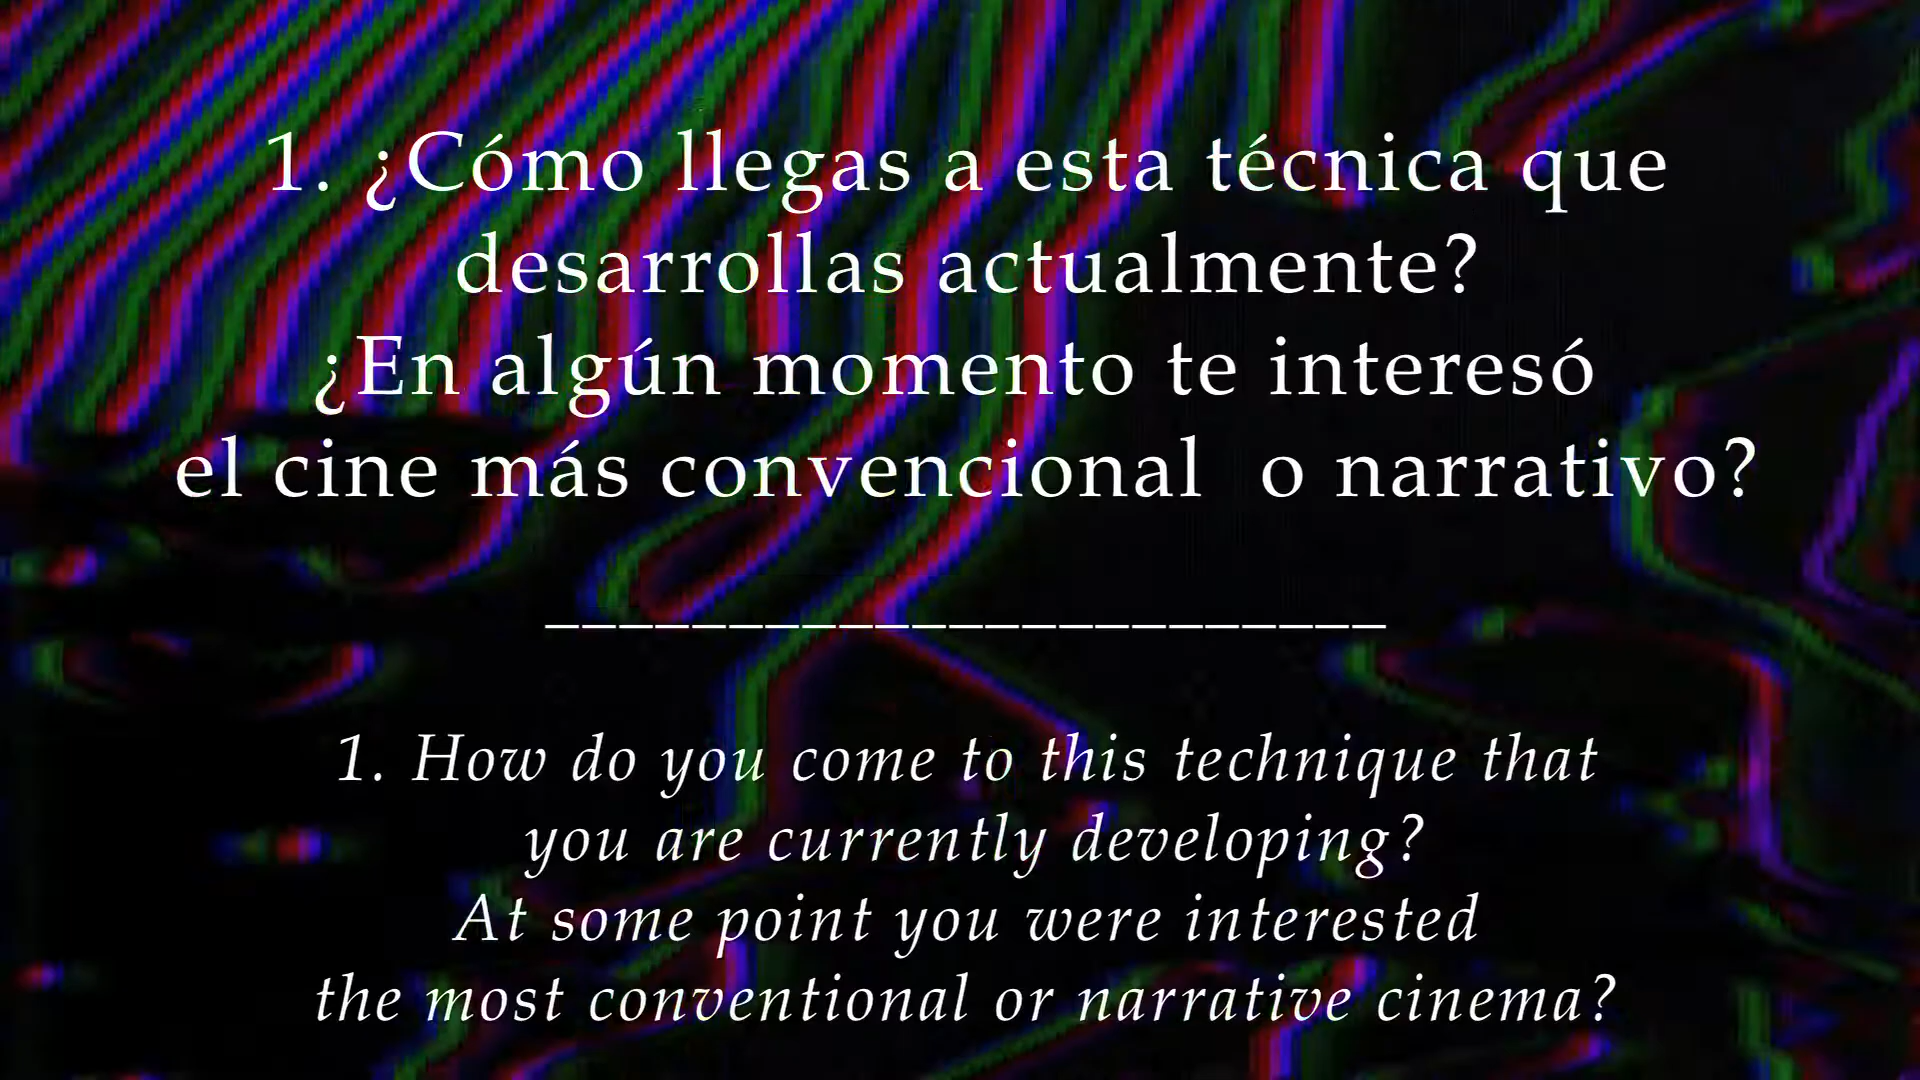 1. ¿Cómo llegas a esta técnica que
desarrollas actualmente?
¿En algún momento te interesó
el cine más convencional  o narrativo?
_______________________
1. How do you come to this technique that
you are currently developing?
At some point you were interested
the most conventional or narrative cinema?